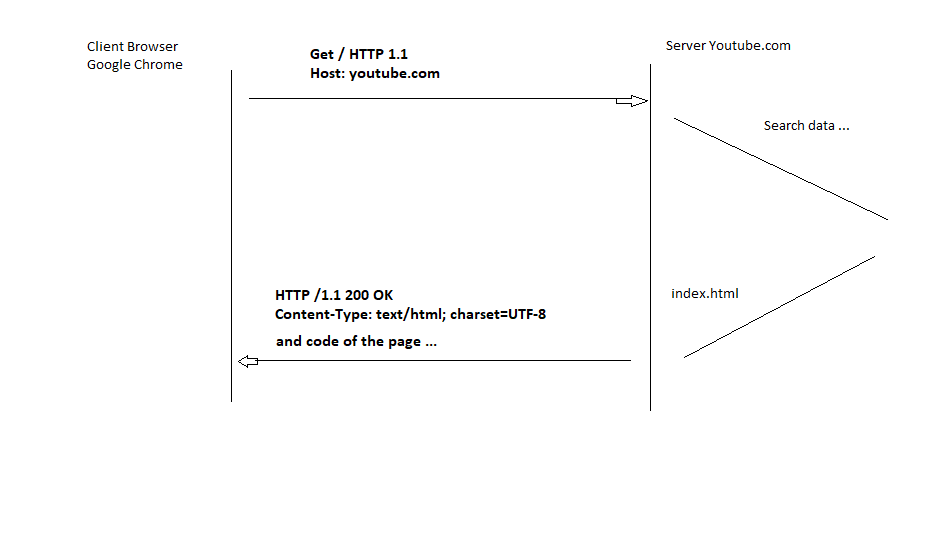 Client Browser
Google Chrome
Get / HTTP 1.1
Host: youtube.com
Server Youtube.com
Search data ...
HTTP /1.1 200 OK
Content-Type: text/html; charset=UTF-8
and code of the page ...
index.html